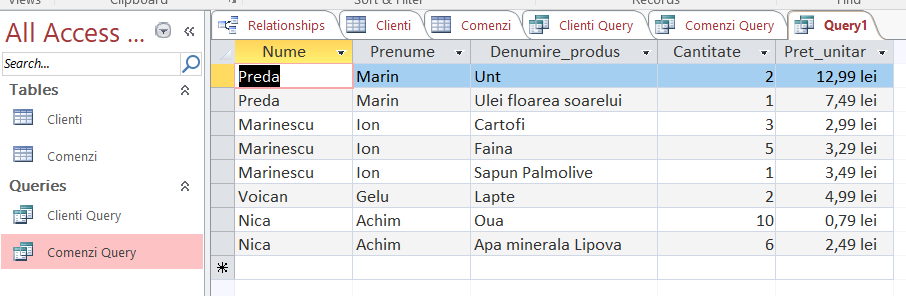 Views Clipboard Sort & Filter Records Find
All Access ... «
Search...
Tables
Clienti
Comenzi
Queries
Clienti Query
Comenzi Query
Relationships Clienti Comenzi Clienti Query Comenzi Query Query1
Nume Prenume Denumire_produs Cantitate Pret_unitar
Preda Marin Unt 2 12,99 lei
Preda Marin Ulei floarea soarelui 1 7,49 lei
Marinescu Ion Cartofi 3 2,99 lei
Marinescu Ion Faina 5 3,29 lei
Marinescu Ion Sapun Palmolive 1 3,49 lei
Voican Gelu Lapte 2 4,99 lei
Nica Achim Oua 10 0,79 lei
Nica Achim Apa minerala Lipova 6 2,49 lei